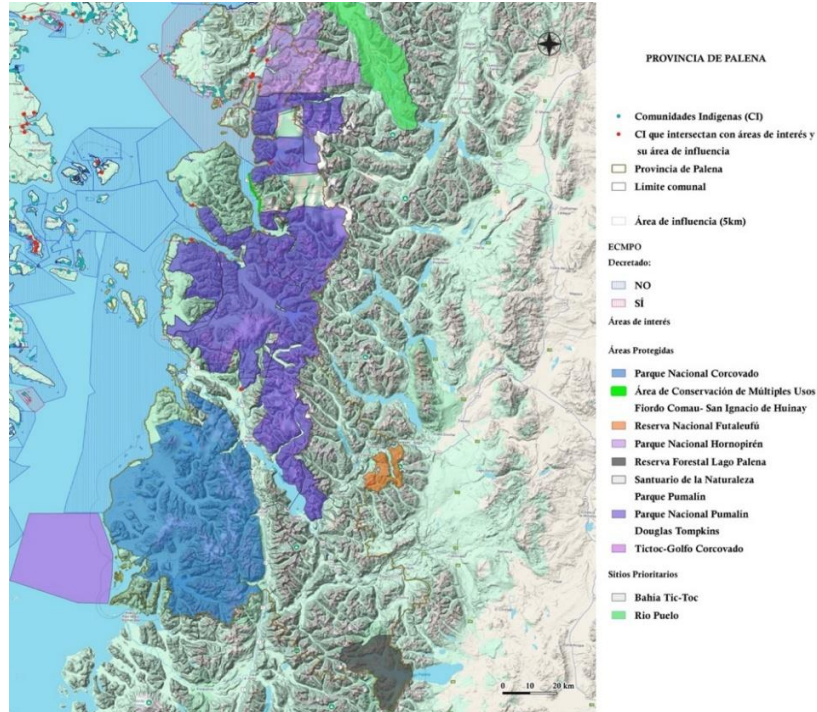 PROVINCIA DE PALENA
Comunidades Indígenas (CI)
CI que intersectan con áreas de interés y
su área de influencia
Provincia de Palena
Límite comunal
Área de influencia (5km)
ECMPO
Decretado:
NO
SÍ
Áreas de interés
Áreas Protegidas
Parque Nacional Corcovado
Área de Conservación de Múltiples Usos
Fiordo Comau- San Ignacio de Huinay
Reserva Nacional Futaleufú
Parque Nacional Hornopirén
Reserva Forestal Lago Palena
Santuario de la Naturaleza
Parque Pumalín
Parque Nacional Pumalín
Douglas Tompkins
Tictoc-Golfo Corcovado
Sitios Prioritarios
Bahía Tic-Toc
Río Puelo
0 10 20 km